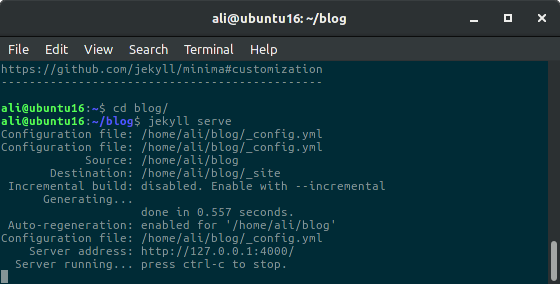 ali@ubuntu16: ~/blog
File Edit View Search Terminal Help
https://github.com/jekyll/minima#customization
----------------------------------------------
ali@ubuntu16:~$ cd blog/
ali@ubuntu16:~/blog$ jekyll serve
Configuration file: /home/ali/blog/_config.yml
Configuration file: /home/ali/blog/_config.yml
Source: /home/ali/blog
Destination: /home/ali/blog/_site
Incremental build: disabled. Enable with --incremental
Generating...
done in 0.557 seconds.
Auto-regeneration: enabled for '/home/ali/blog'
Configuration file: /home/ali/blog/_config.yml
Server address: http://127.0.0.1:4000/
Server running... press ctrl-c to stop.